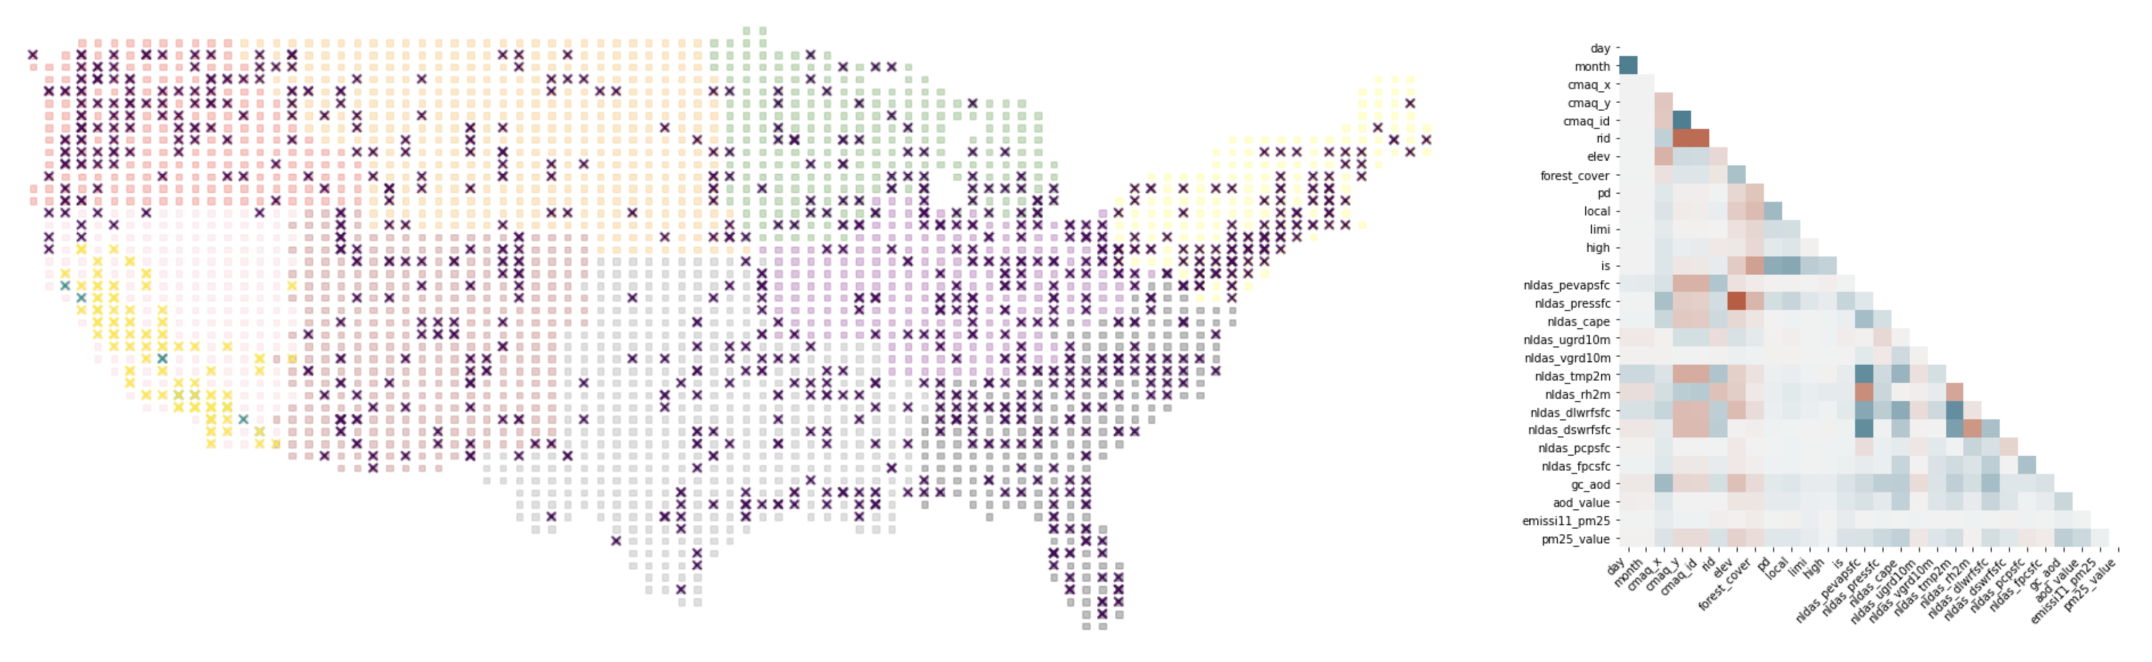 day
month
cmaq_x
cmaq_y
cmaq_id
rid
elev
forest_cover
pd
local
limi
high
is
nldas_pevapsfc
nldas_pressfc
nldas_cape
nldas_ugrd10m
nldas_vgrd10m
nldas_tmp2m
nldas_rh2m
nldas_dlwrfsfc
nldas_dswrfsfc
nldas_pcpsfc
nldas_fpcsfc
gc_aod
aod_value
emissi11_pm25
pm25_value
day
month
cmaq_x
cmaq_y
cmaq_id
rid
elev
forest_cover
pd
local
limi
high
is
nldas_pevapsfc
nldas_pressfc
nldas_cape
nldas_ugrd10m
nldas_vgrd10m
nldas_tmp2m
nldas_rh2m
nldas_dlwrfsfc
nldas_dswrfsfc
nldas_pcpsfc
nldas_fpcsfc
gc_aod
aod_value
emissi11_pm25
pm25_value